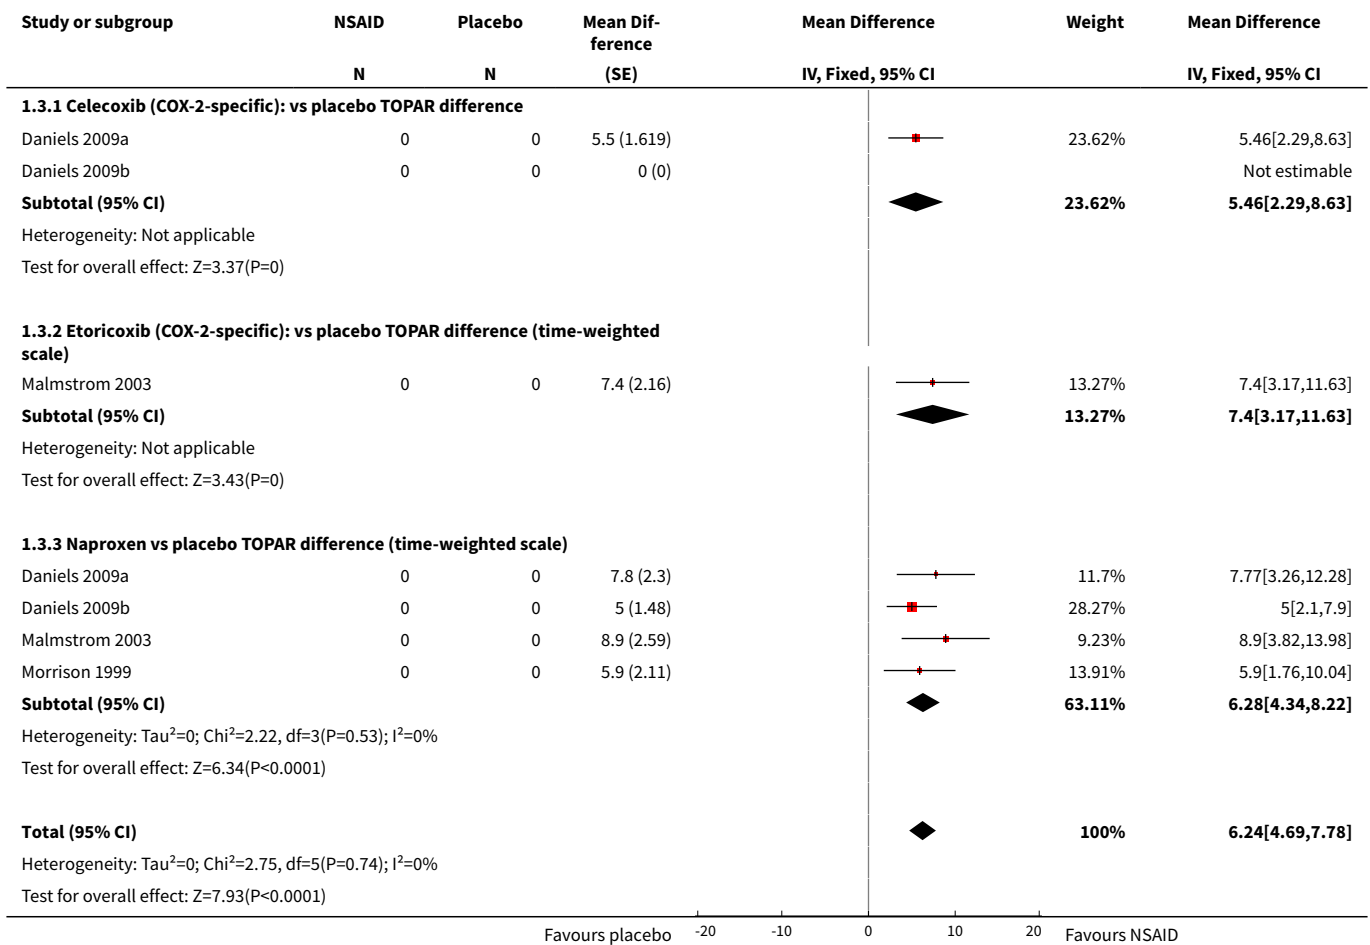 Study or subgroup NSAID Placebo Mean Dif- Mean Difference Weight Mean Difference
ference
N N (SE) IV, Fixed, 95% CI IV, Fixed, 95% CI
1.3.1 Celecoxib (COX-2-specific): vs placebo TOPAR difference
Daniels 2009a 0 0 5.5 (1.619) 23.62% 5.46[2.29,8.63]
Daniels 2009b 0 0 0 (0) Not estimable
Subtotal (95% CI) 23.62% 5.46[2.29,8.63]
Heterogeneity: Not applicable
Test for overall effect: Z=3.37(P=0)
1.3.2 Etoricoxib (COX-2-specific): vs placebo TOPAR difference (time-weighted
scale)
Malmstrom 2003 0 0 7.4 (2.16) 13.27% 7.4[3.17,11.63]
Subtotal (95% CI) 13.27% 7.4[3.17,11.63]
Heterogeneity: Not applicable
Test for overall effect: Z=3.43(P=0)
1.3.3 Naproxen vs placebo TOPAR difference (time-weighted scale)
Daniels 2009a 0 0 7.8 (2.3) 11.7% 7.77[3.26,12.28]
Daniels 2009b 0 0 5 (1.48) 28.27% 5[2.1,7.9]
Malmstrom 2003 0 0 8.9 (2.59) 9.23% 8.9[3.82,13.98]
Morrison 1999 0 0 5.9 (2.11) 13.91% 5.9[1.76,10.04]
Subtotal (95% CI) 63.11% 6.28[4.34,8.22]
Heterogeneity: Tau²=0; Chi²=2.22, df=3(P=0.53); I²=0%
Test for overall effect: Z=6.34(P<0.0001)
Total (95% CI) 100% 6.24[4.69,7.78]
Heterogeneity: Tau²=0; Chi²=2.75, df=5(P=0.74); I²=0%
Test for overall effect: Z=7.93(P<0.0001)
Favours placebo -20 -10 0 10 20 Favours NSAID